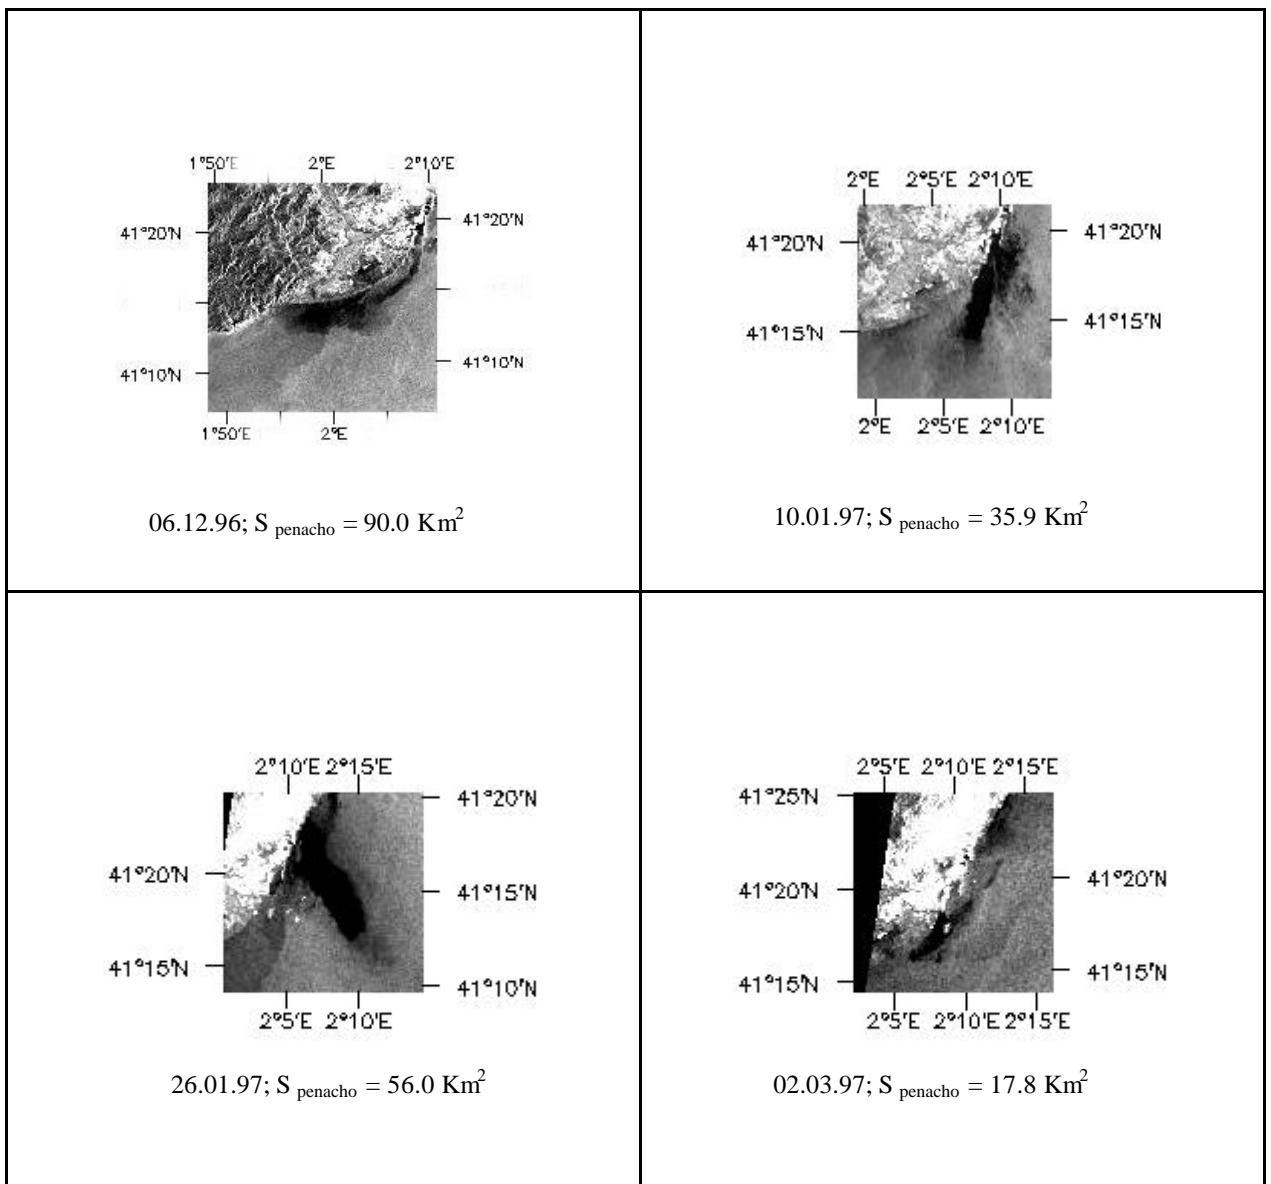 1°50'E 2°E 2°10'E
41°20'N 41°20'N
41°10'N 41°10'N
1°50'E 2°E
06.12.96; S penacho = 90.0 Km²
2°E 2°5'E 2°10'E
41°20'N 41°20'N
41°15'N 41°15'N
2°E 2°5'E 2°10'E
10.01.97; S penacho = 35.9 Km²
2°10'E 2°15'E
41°20'N
41°20'N 41°15'N
41°15'N 41°10'N
2°5'E 2°10'E
26.01.97; S penacho = 56.0 Km²
2°5'E 2°10'E 2°15'E
41°25'N
41°20'N 41°20'N
41°15'N 41°15'N
2°5'E 2°10'E 2°15'E
02.03.97; S penacho = 17.8 Km²